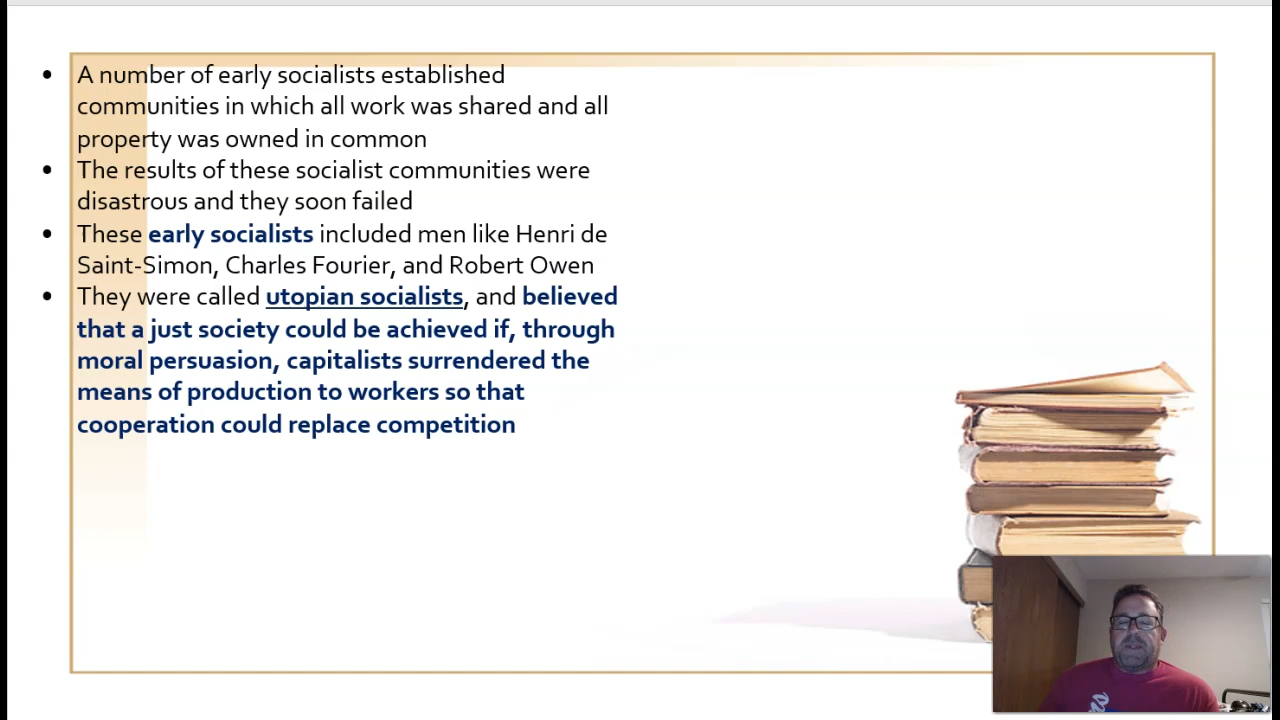 • A number of early socialists established
communities in which all work was shared and all
property was owned in common
• The results of these socialist communities were
disastrous and they soon failed
• These early socialists included men like Henri de
Saint-Simon, Charles Fourier, and Robert Owen
• They were called utopian socialists, and believed
that a just society could be achieved if, through
moral persuasion, capitalists surrendered the
means of production to workers so that
cooperation could replace competition